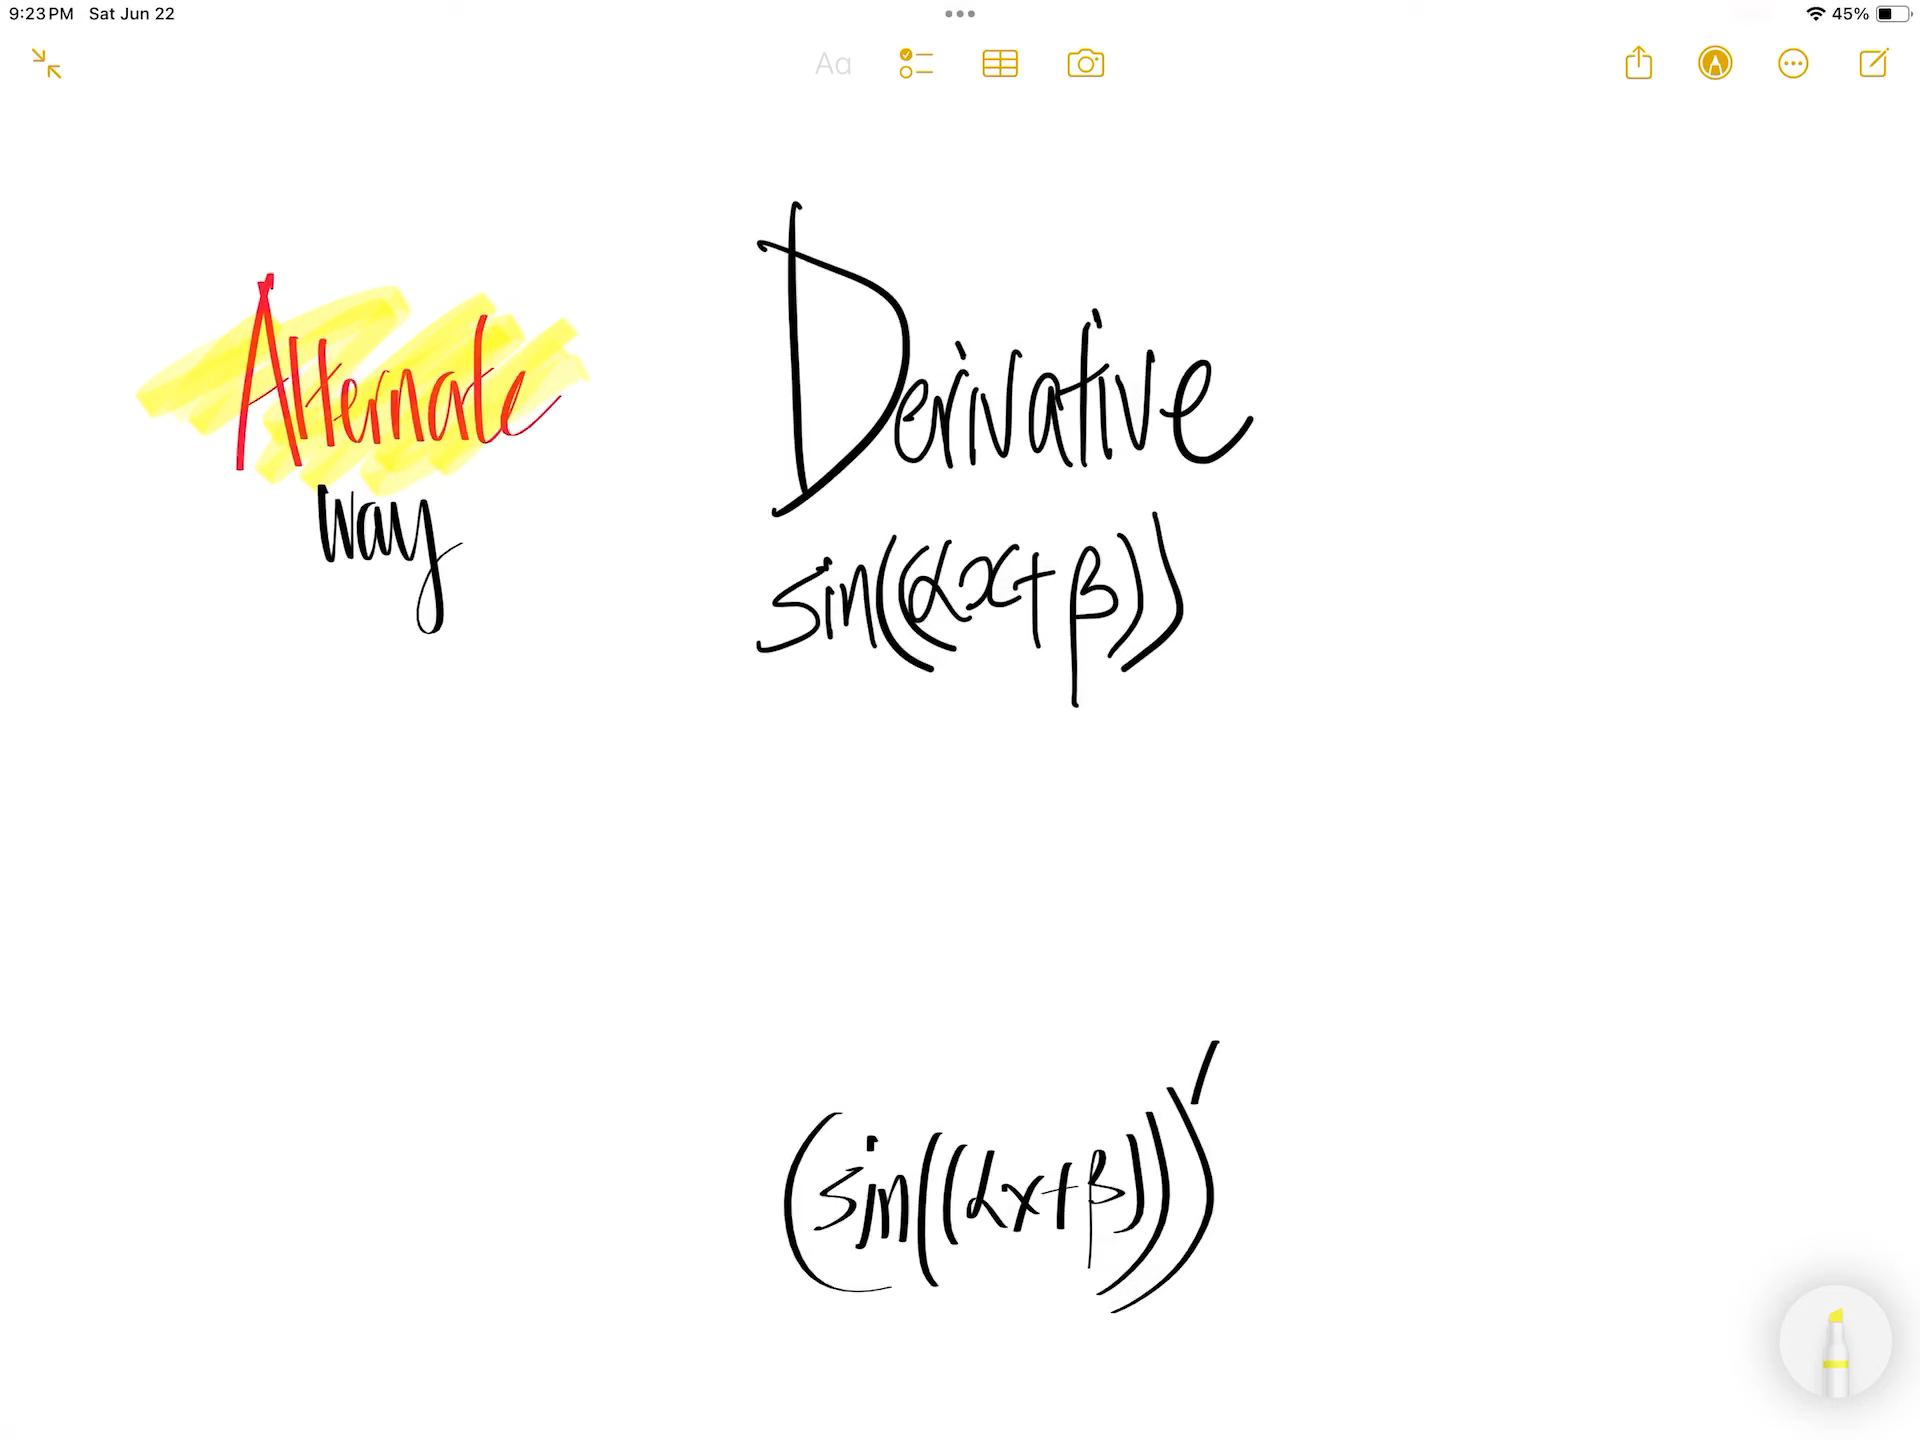 9:23 PM Sat Jun 22
45%
Aa
Alternate
way
Derivative
sin((αx+β))
(sin((αx+β)))′